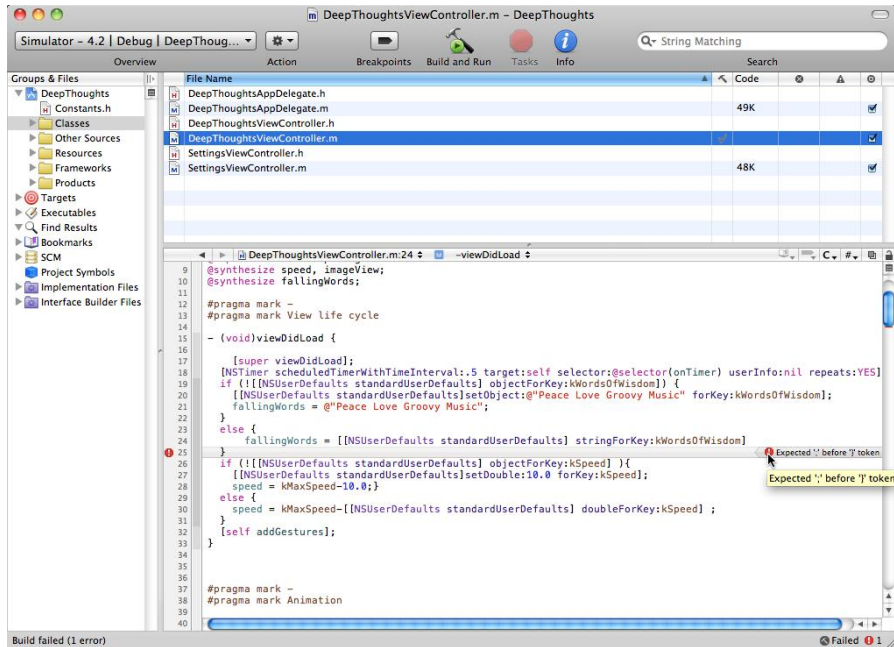 DeepThoughtsViewController.m – DeepThoughts
Simulator - 4.2 | Debug | DeepThoug...
String Matching
Overview Action Breakpoints Build and Run Tasks Info Search
Groups & Files
DeepThoughts
Constants.h
Classes
Other Sources
Resources
Frameworks
Products
Targets
Executables
Find Results
Bookmarks
SCM
Project Symbols
Implementation Files
Interface Builder Files
File Name Code
DeepThoughtsAppDelegate.h
DeepThoughtsAppDelegate.m 49K
DeepThoughtsViewController.h
DeepThoughtsViewController.m
SettingsViewController.h
SettingsViewController.m 48K
DeepThoughtsViewController.m:24 -viewDidLoad C #
9 @synthesize speed, imageView;
10 @synthesize fallingWords;
11
12 #pragma mark -
13 #pragma mark View life cycle
14
15 - (void)viewDidLoad {
16
17 [super viewDidLoad];
18 [NSTimer scheduledTimerWithTimeInterval:.5 target:self selector:@selector(onTimer) userInfo:nil repeats:YES]
19 if (![[NSUserDefaults standardUserDefaults] objectForKey:kWordsOfWisdom]) {
20 [[NSUserDefaults standardUserDefaults]setObject:@"Peace Love Groovy Music" forKey:kWordsOfWisdom];
21 fallingWords = @"Peace Love Groovy Music";
22 }
23 else {
24 fallingWords = [[NSUserDefaults standardUserDefaults] stringForKey:kWordsOfWisdom]
25 } Expected ';' before '}' token
Expected ';' before '}' token
26 if (![[NSUserDefaults standardUserDefaults] objectForKey:kSpeed] ){
27 [[NSUserDefaults standardUserDefaults]setDouble:10.0 forKey:kSpeed];
28 speed = kMaxSpeed-10.0;}
29 else {
30 speed = kMaxSpeed-[[NSUserDefaults standardUserDefaults] doubleForKey:kSpeed] ;
31 }
32 [self addGestures];
33 }
34
35
36
37 #pragma mark -
38 #pragma mark Animation
39
40
Build failed (1 error) Failed 1